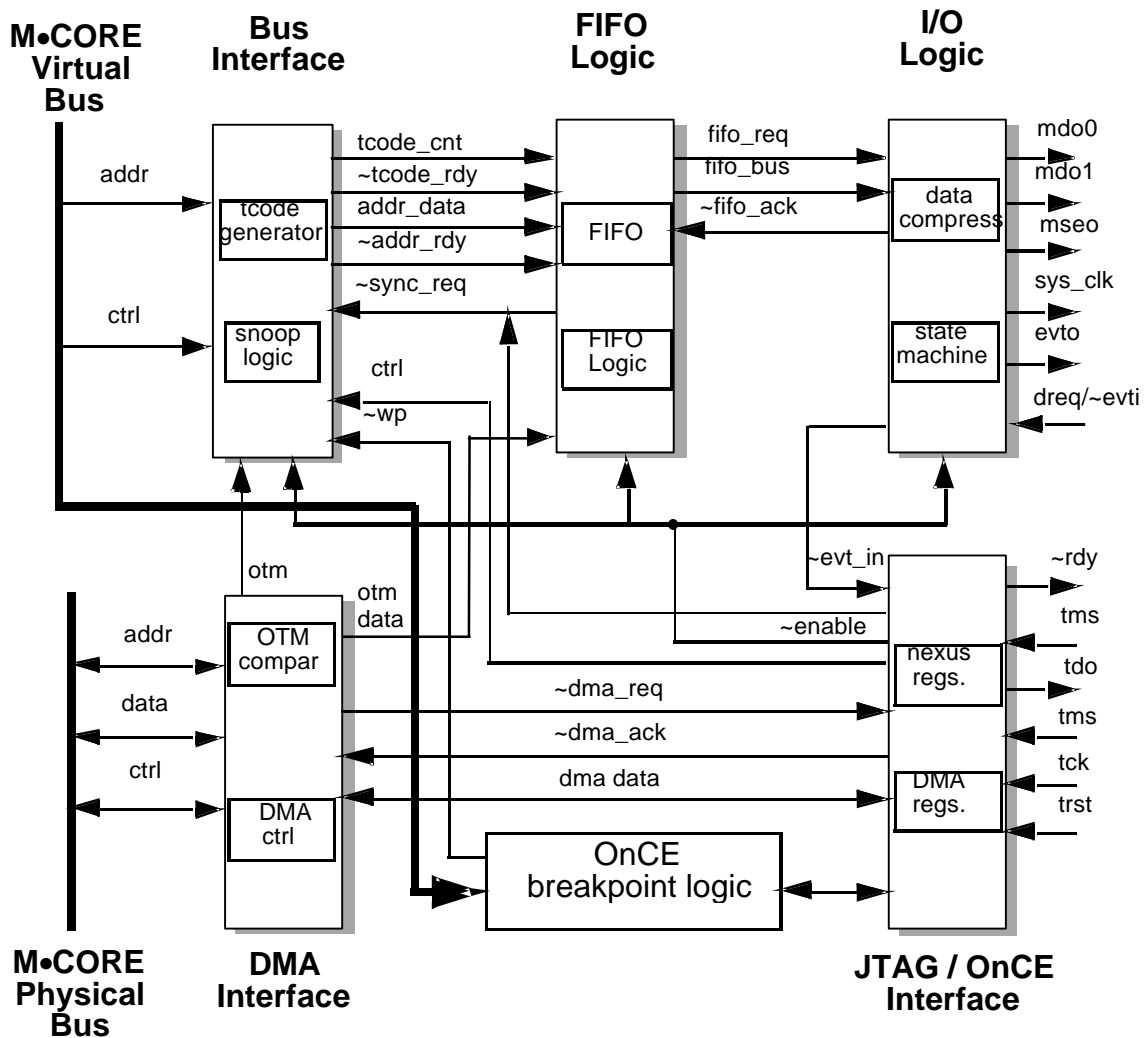 M•CORE
Virtual
Bus
Bus
Interface
FIFO
Logic
I/O
Logic
addr
ctrl
tcode
generator
snoop
logic
tcode_cnt
~tcode_rdy
addr_data
~addr_rdy
~sync_req
ctrl
~wp
FIFO
FIFO
Logic
fifo_req
fifo_bus
~fifo_ack
data
compress
state
machine
mdo0
mdo1
mseo
sys_clk
evto
dreq/~evti
otm
otm
data
~evt_in
~enable
~rdy
tms
tdo
tms
tck
trst
addr
data
ctrl
OTM
compar
DMA
ctrl
~dma_req
~dma_ack
dma data
nexus
regs.
DMA
regs.
OnCE
breakpoint logic
M•CORE
Physical
Bus
DMA
Interface
JTAG / OnCE
Interface